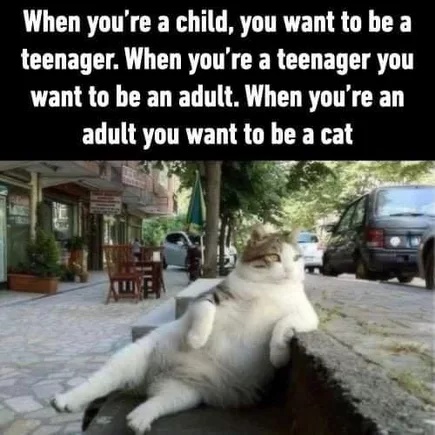 When you're a child, you want to be a
teenager. When you're a teenager you
want to be an adult. When you're an
adult you want to be a cat